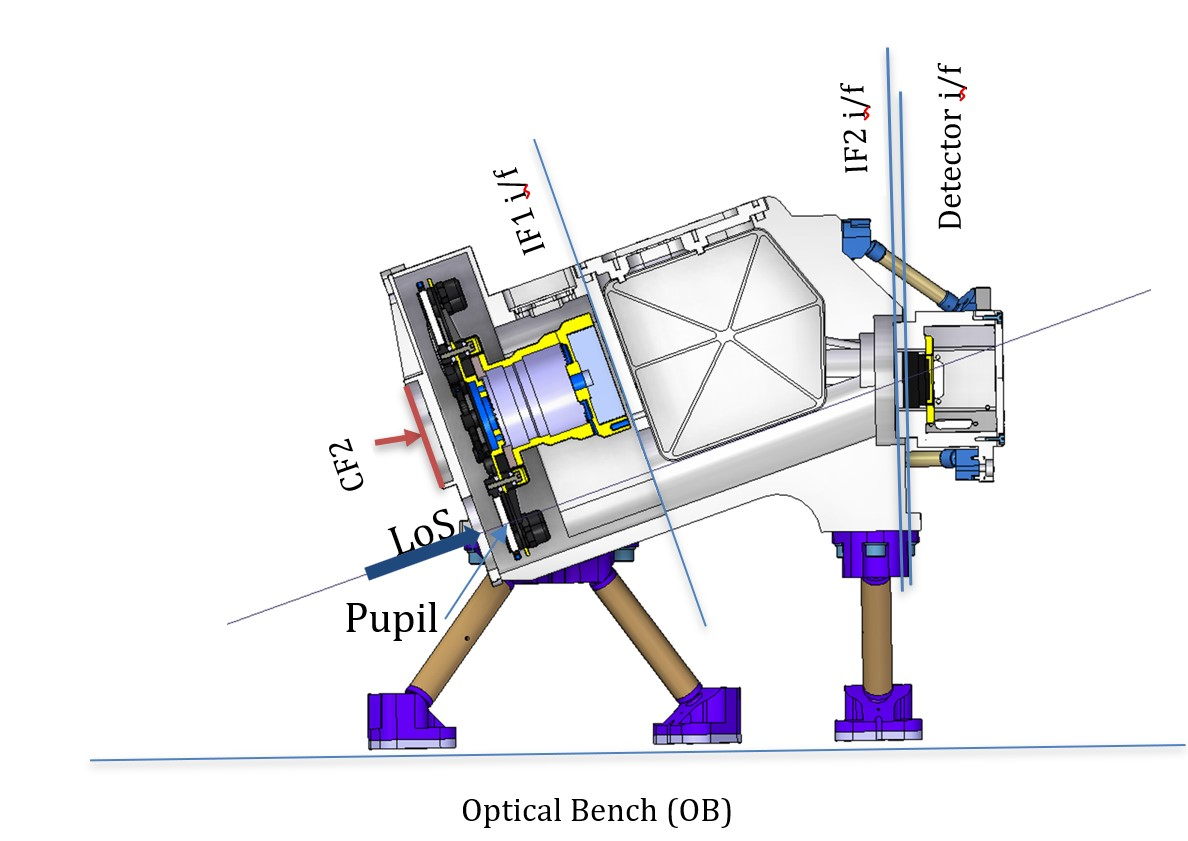 IF1 i/f
IF2 i/f
Detector i/f
CF2
LoS
Pupil
Optical Bench (OB)